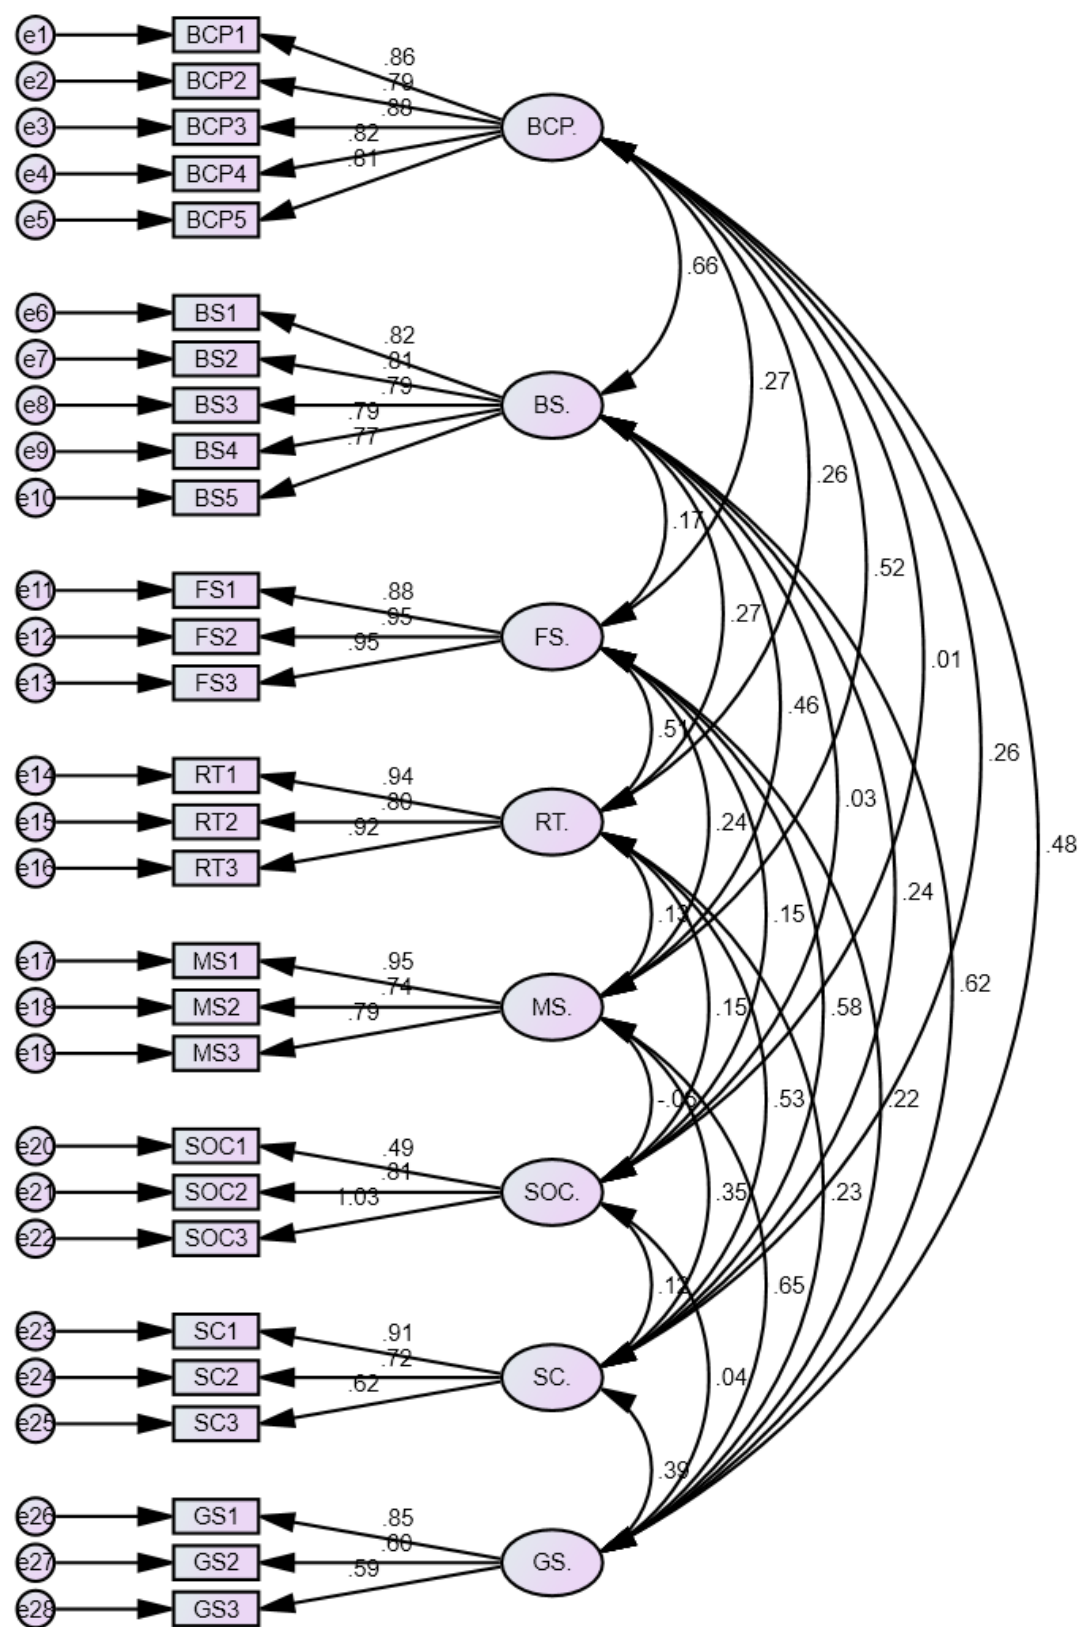 e1 BCP1
.86
e2 BCP2
.79
.88
e3 BCP3
BCP.
.82
e4 BCP4
.81
e5 BCP5
.66
e6 BS1
.82
e7 BS2
.81
.79
.27
e8 BS3
BS.
.79
e9 BS4
.77
e10 BS5
.26
.17
.52
e11 FS1
.88
.27
.95
e12 FS2
FS.
.95
.01
e13 FS3
.46
.51
.26
e14 RT1
.94
.80
.03
e15 RT2
RT.
.92
.24
.48
e16 RT3
.24
.13
.15
e17 MS1
.95
.74
.62
e18 MS2
MS.
.79
.15
.58
e19 MS3
.53
.22
e20 SOC1
.49
.81
e21 SOC2
SOC.
1.03
.35
.23
e22 SOC3
.12
.65
e23 SC1
.91
.72
e24 SC2
SC.
.62
.04
e25 SC3
.39
e26 GS1
.85
.60
e27 GS2
GS.
.59
e28 GS3